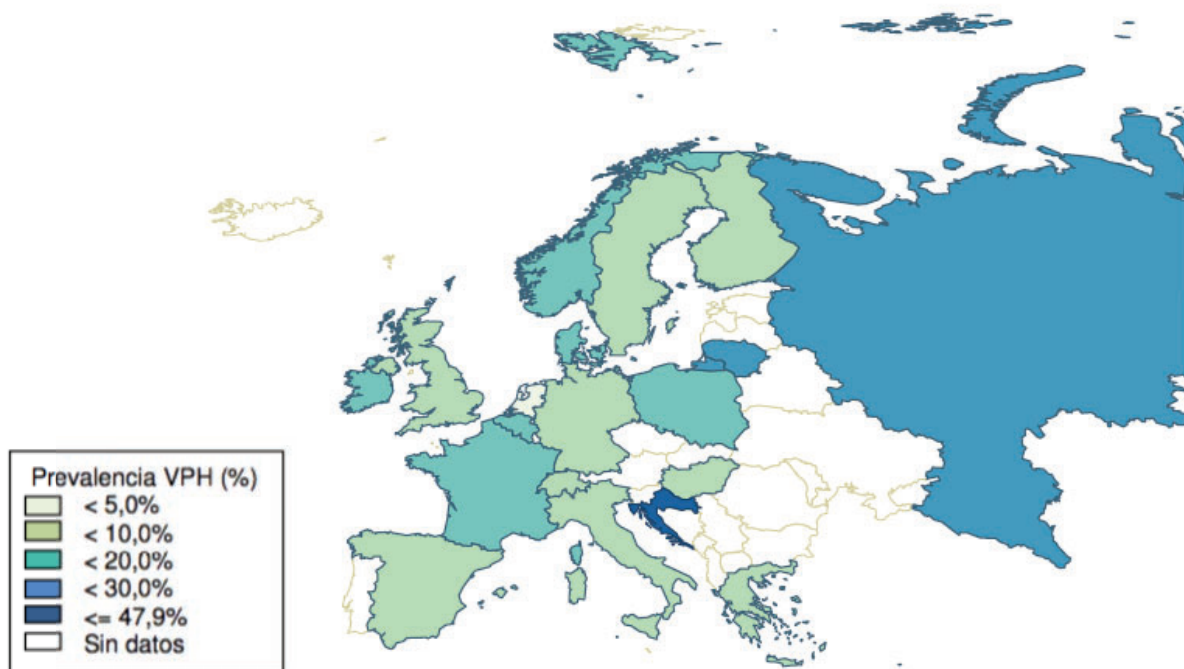 Prevalencia VPH (%)
< 5,0%
< 10,0%
< 20,0%
< 30,0%
<= 47,9%
Sin datos